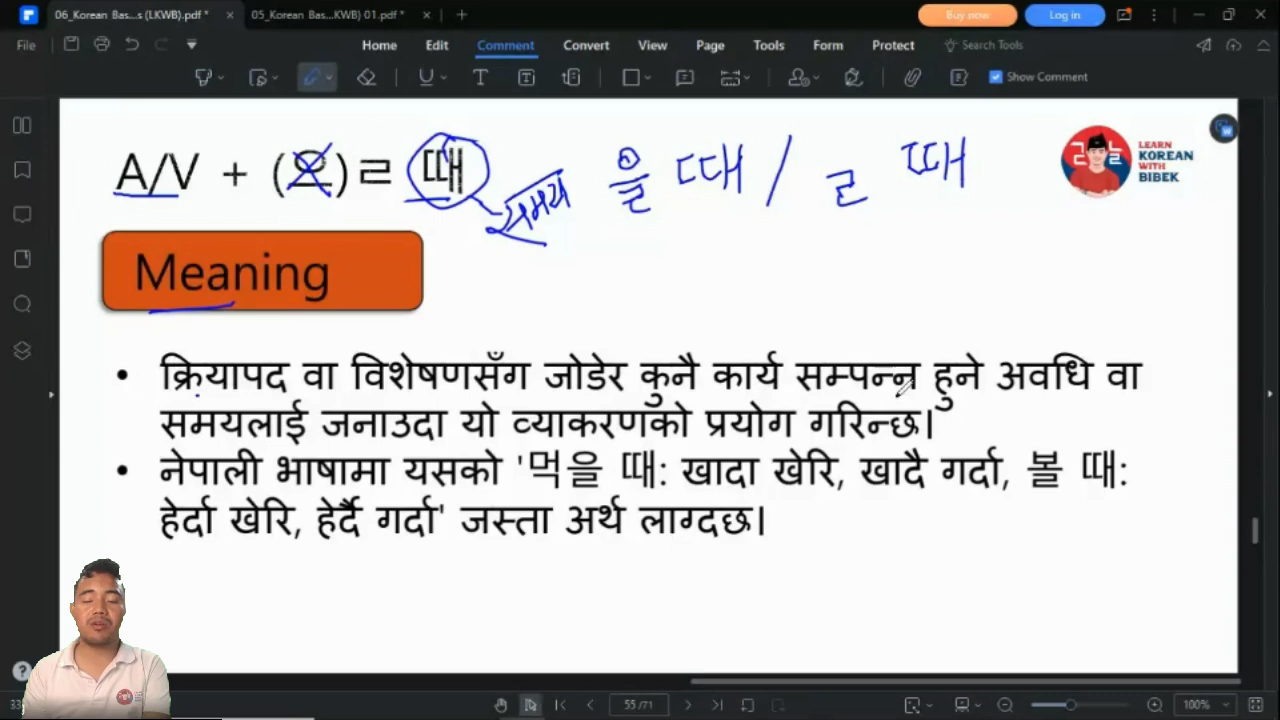 06_Korean Bas...s (LKWB).pdf *
05_Korean Bas...KWB) 01.pdf *
Buy now
Log in
File
Home
Edit
Comment
Convert
View
Page
Tools
Form
Protect
Search Tools
Show Comment
A/V + (으)ㄹ 때
समय
을 때 / ㄹ 때
LEARN
KOREAN
WITH
BIBEK
Meaning
• क्रियापद वा विशेषणसँग जोडेर कुनै कार्य सम्पन्न हुने अवधि वा
समयलाई जनाउदा यो व्याकरणको प्रयोग गरिन्छ।
• नेपाली भाषामा यसको '먹을 때: खादा खेरि, खादै गर्दा, 볼 때:
हेर्दा खेरि, हेर्दै गर्दा' जस्ता अर्थ लाग्दछ।
55/71
100%